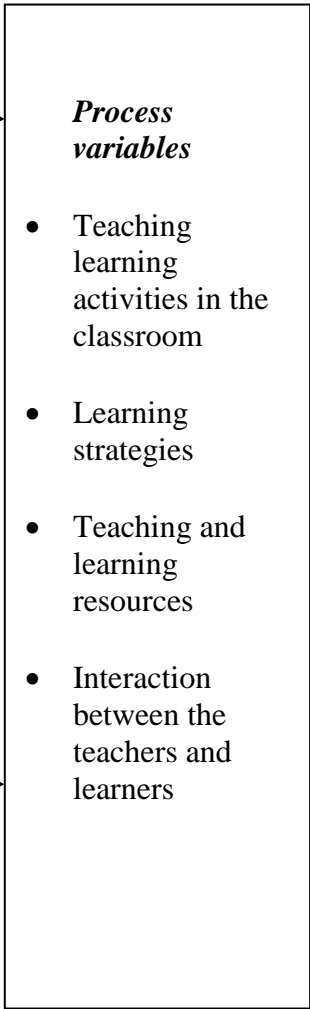 Process
variables
• Teaching
learning
activities in the
classroom
• Learning
strategies
• Teaching and
learning
resources
• Interaction
between the
teachers and
learners